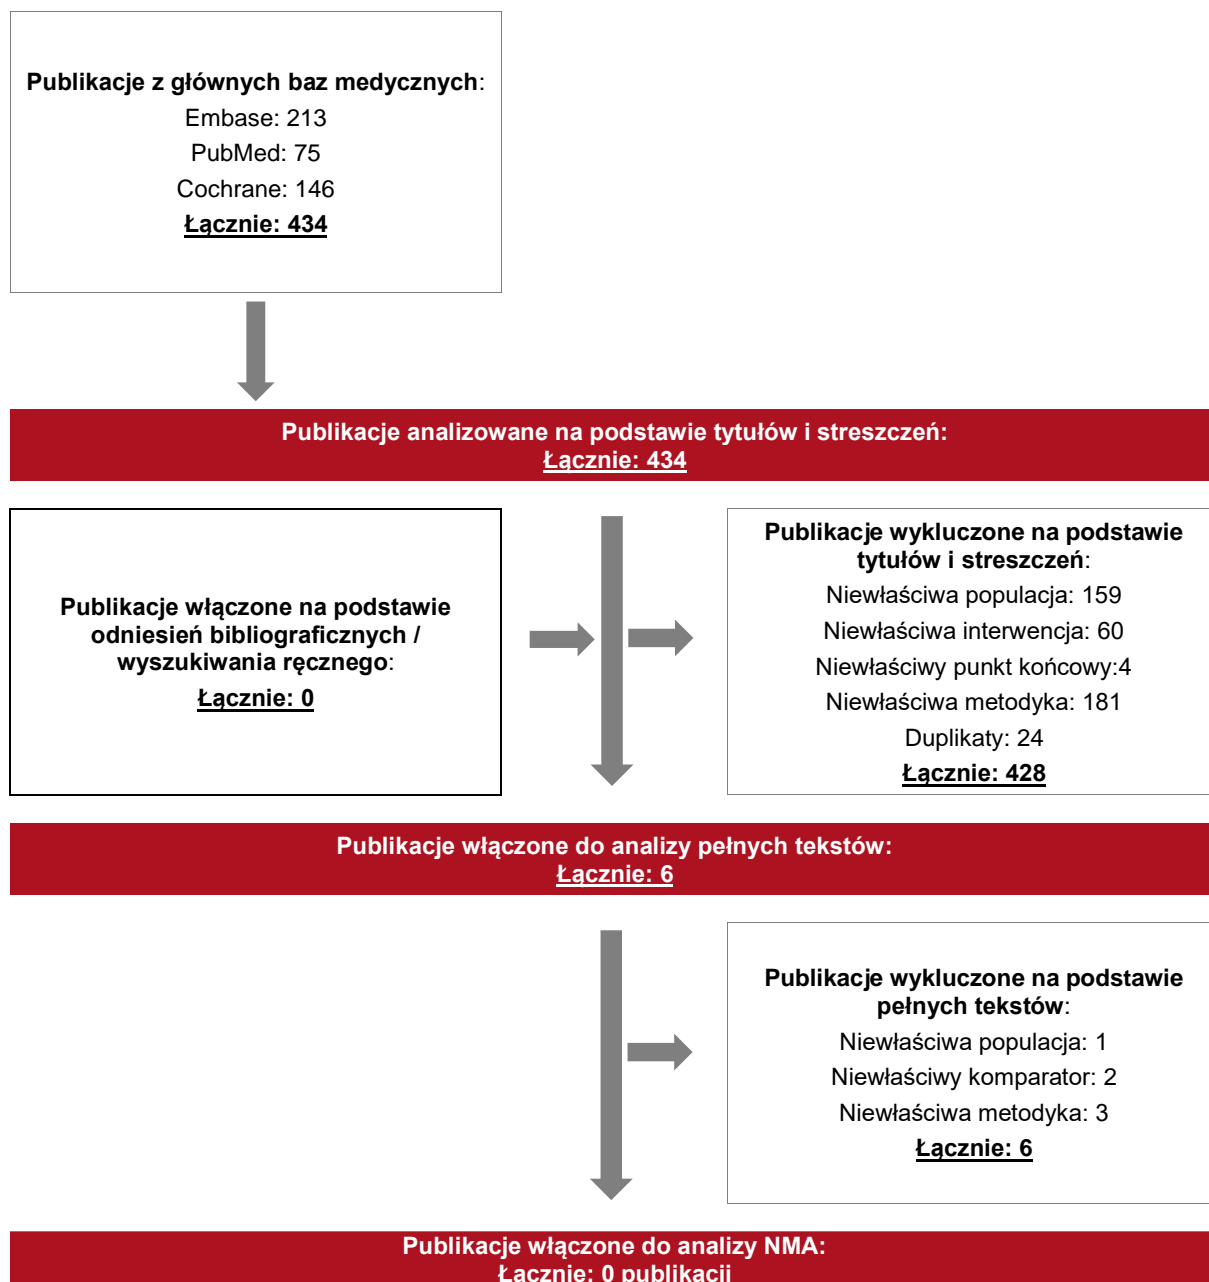 Publikacje z głównych baz medycznych:
Embase: 213
PubMed: 75
Cochrane: 146
Łącznie: 434
Publikacje analizowane na podstawie tytułów i streszczeń:
Łącznie: 434
Publikacje włączone na podstawie
odniesień bibliograficznych /
wyszukiwania ręcznego:
Łącznie: 0
Publikacje wykluczone na podstawie
tytułów i streszczeń:
Niewłaściwa populacja: 159
Niewłaściwa interwencja: 60
Niewłaściwy punkt końcowy:4
Niewłaściwa metodyka: 181
Duplikaty: 24
Łącznie: 428
Publikacje włączone do analizy pełnych tekstów:
Łącznie: 6
Publikacje wykluczone na podstawie
pełnych tekstów:
Niewłaściwa populacja: 1
Niewłaściwy komparator: 2
Niewłaściwa metodyka: 3
Łącznie: 6
Publikacje włączone do analizy NMA:
Łącznie: 0 publikacji